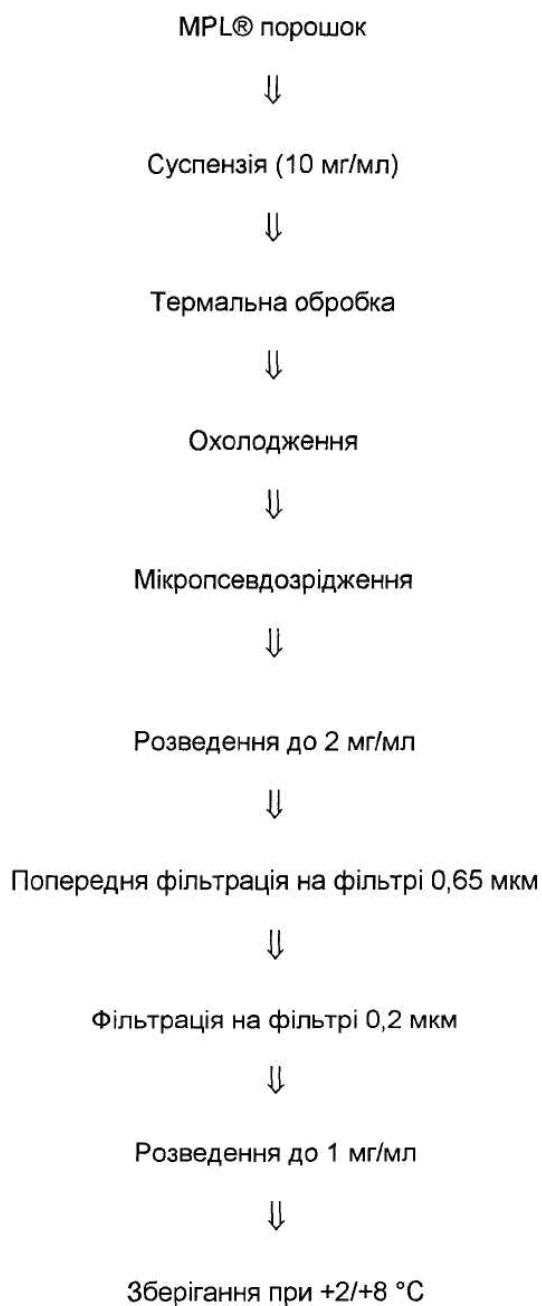 MPL® порошок
⇓
Суспензія (10 мг/мл)
⇓
Термальна обробка
⇓
Охолодження
⇓
Мікропсевдозрідження
⇓
Розведення до 2 мг/мл
⇓
Попередня фільтрація на фільтрі 0,65 мкм
⇓
Фільтрація на фільтрі 0,2 мкм
⇓
Розведення до 1 мг/мл
⇓
Зберігання при +2/+8 °C